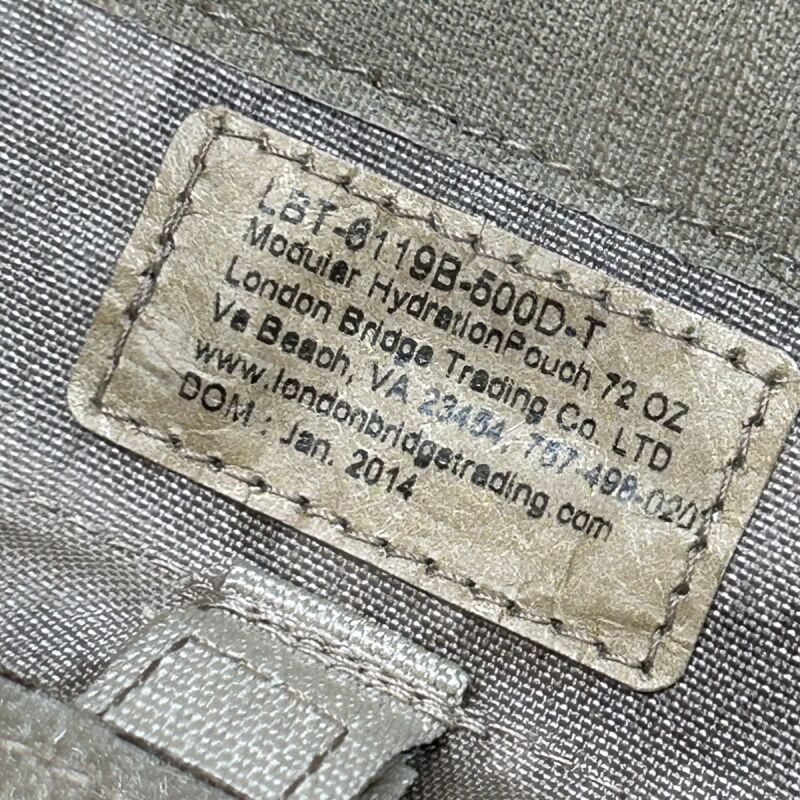 LBT-6119B-500D-T
Modular HydrationPouch 72 OZ
London Bridge Trading Co. LTD
Va Beach, VA 23454, 757-498-0207
www.londonbridgetrading.com
DOM : Jan. 2014